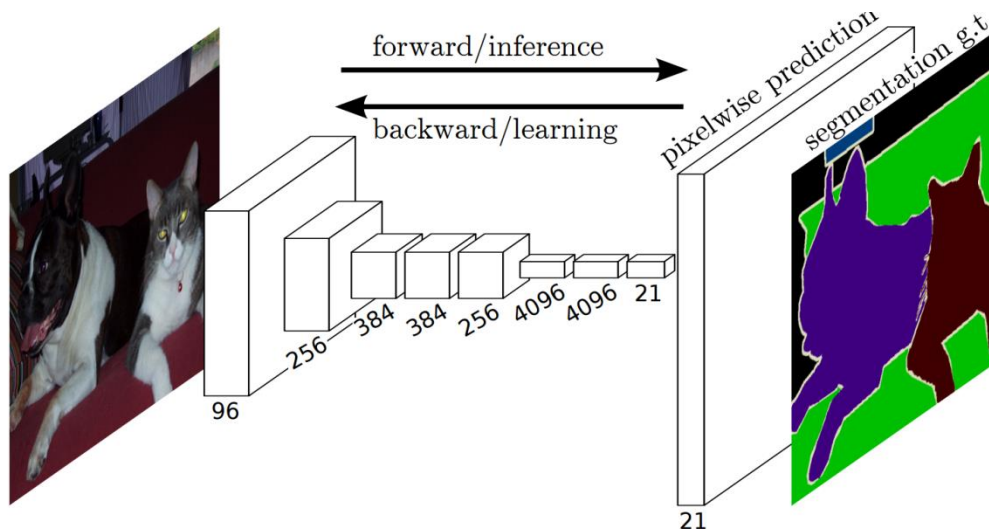 forward/inference
backward/learning
pixelwise prediction
segmentation g.t
96
256
384
384
256
4096
4096
21
21